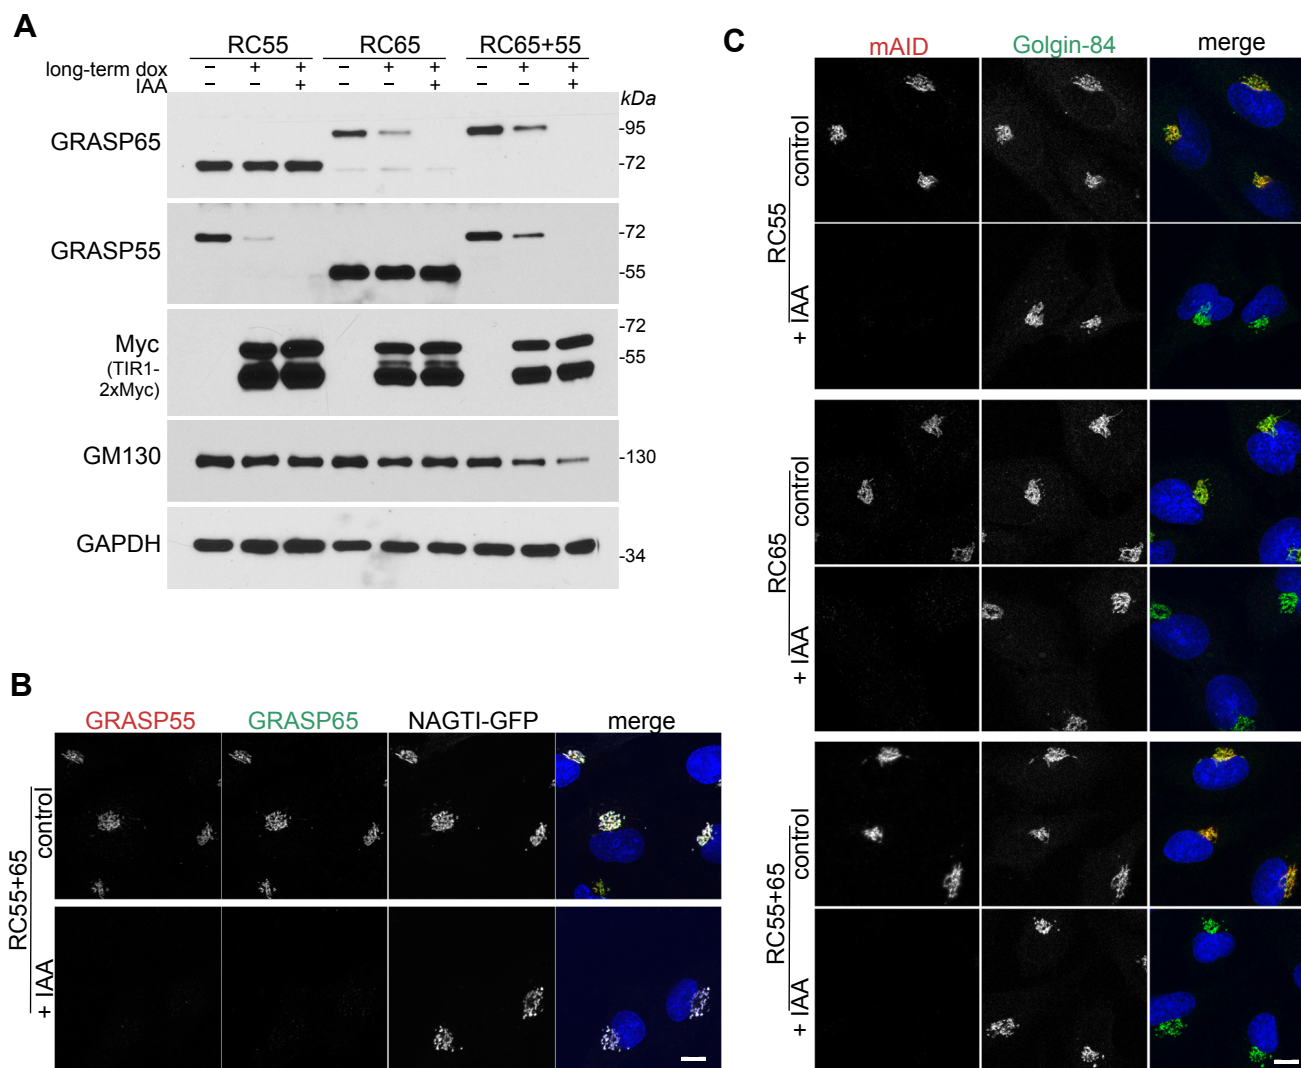 A
RC55 RC65 RC65+55
long-term dox – + + – + + – + +
IAA – – + – – + – – +
kDa
GRASP65
-95
-72
GRASP55
-72
-55
Myc
(TIR1-
2xMyc)
-72
-55
GM130
-130
GAPDH
-34
B
GRASP55 GRASP65 NAGTI-GFP merge
RC55+65
control
+ IAA
C
mAID Golgin-84 merge
RC55
control
+ IAA
RC65
control
+ IAA
RC55+65
control
+ IAA